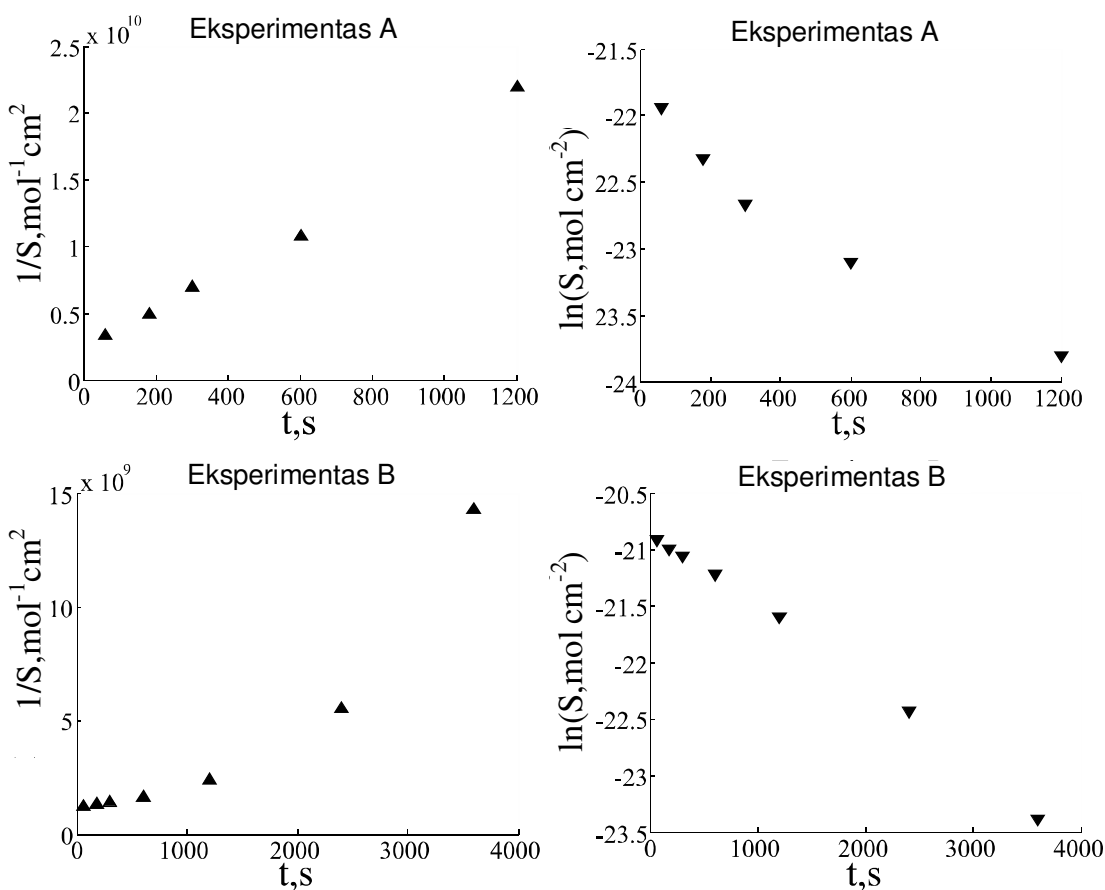 Eksperimentas A
x 10^10
1/S,mol^-1cm^2
2.5
2
1.5
1
0.5
0
0 200 400 600 800 1000 1200
t,s
Eksperimentas A
ln(S,mol cm^-2)
-21.5
-22
22.5
-23
23.5
-24
0 200 400 600 800 1000 1200
t,s
Eksperimentas B
x 10^9
1/S,mol^-1cm^2
15
10
5
0
0 1000 2000 3000 4000
t,s
Eksperimentas B
ln(S,mol cm^-2)
-20.5
-21
-21.5
-22
-22.5
-23
-23.5
0 1000 2000 3000 4000
t,s